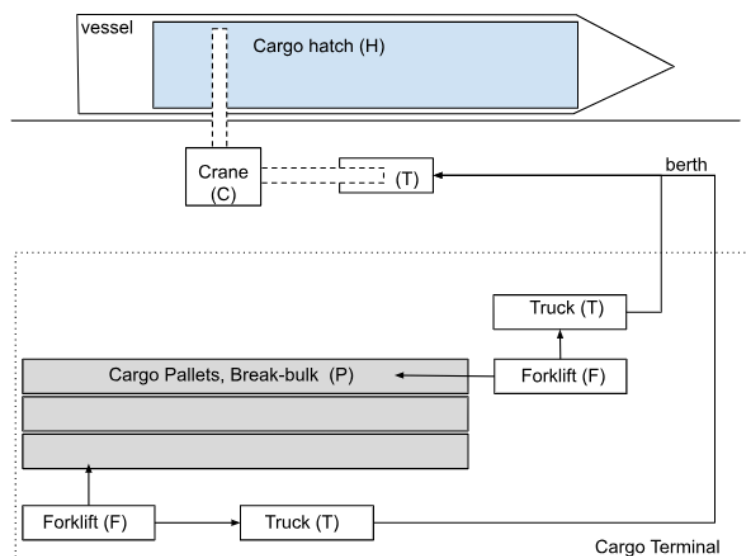 vessel
Cargo hatch (H)
Crane
(C)
(T)
berth
Truck (T)
Cargo Pallets, Break-bulk (P)
Forklift (F)
Forklift (F)
Truck (T)
Cargo Terminal